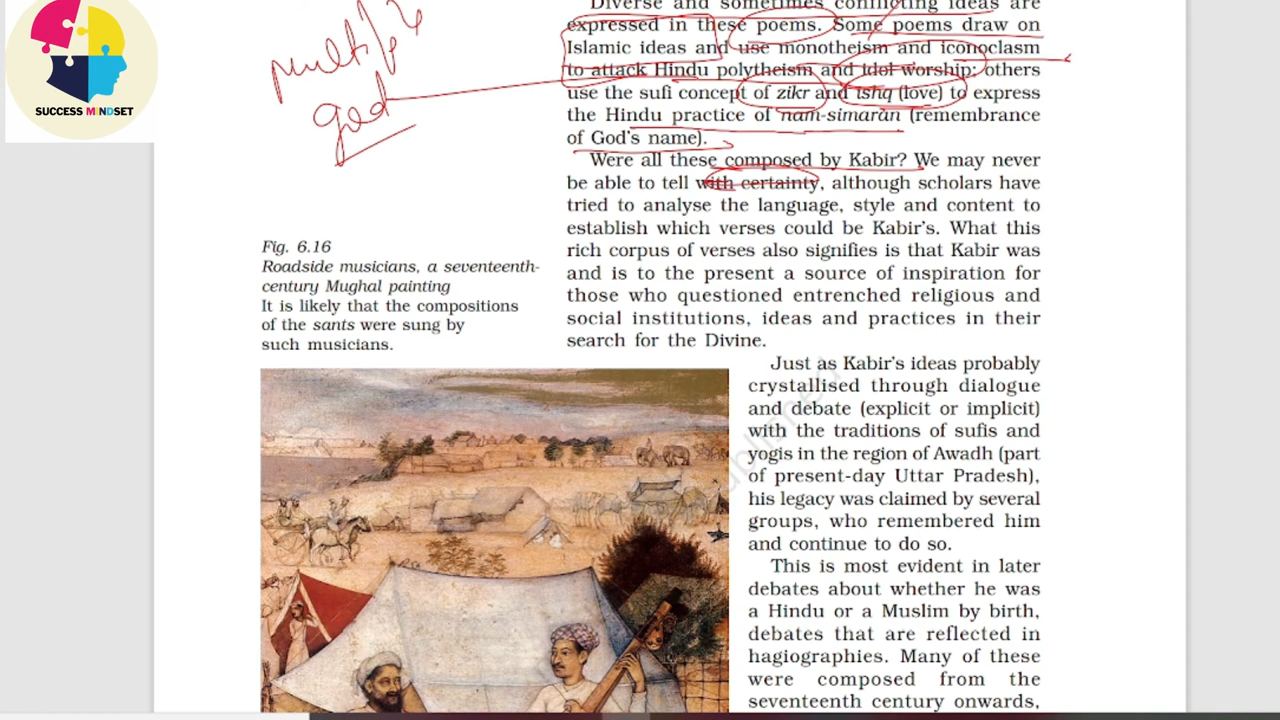 SUCCESS MINDSET
multiple
god
Diverse and sometimes conflicting ideas are
expressed in these poems. Some poems draw on
Islamic ideas and use monotheism and iconoclasm
to attack Hindu polytheism and idol worship; others
use the sufi concept of zikr and ishq (love) to express
the Hindu practice of nam-simaran (remembrance
of God's name).
Were all these composed by Kabir? We may never
be able to tell with certainty, although scholars have
tried to analyse the language, style and content to
establish which verses could be Kabir's. What this
rich corpus of verses also signifies is that Kabir was
and is to the present a source of inspiration for
those who questioned entrenched religious and
social institutions, ideas and practices in their
search for the Divine.
Fig. 6.16
Roadside musicians, a seventeenth-
century Mughal painting
It is likely that the compositions
of the sants were sung by
such musicians.
Just as Kabir's ideas probably
crystallised through dialogue
and debate (explicit or implicit)
with the traditions of sufis and
yogis in the region of Awadh (part
of present-day Uttar Pradesh),
his legacy was claimed by several
groups, who remembered him
and continue to do so.
This is most evident in later
debates about whether he was
a Hindu or a Muslim by birth,
debates that are reflected in
hagiographies. Many of these
were composed from the
seventeenth century onwards,